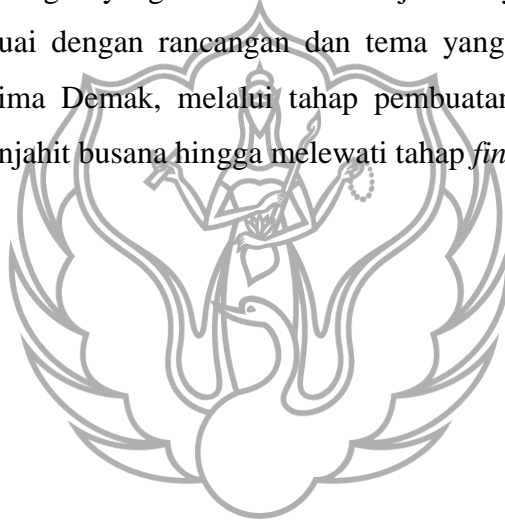 uai dengan rancangan dan tema yang
ima Demak, melalui tahap pembuatan
njahit busana hingga melewati tahap fin